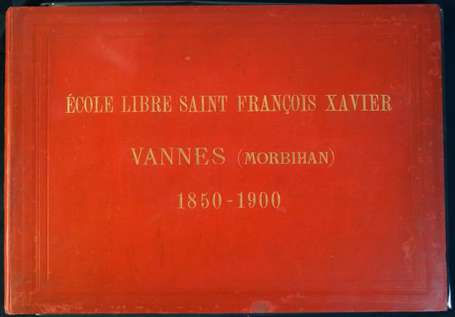 ÉCOLE LIBRE SAINT FRANÇOIS XAVIER
VANNES (MORBIHAN)
1850-1900